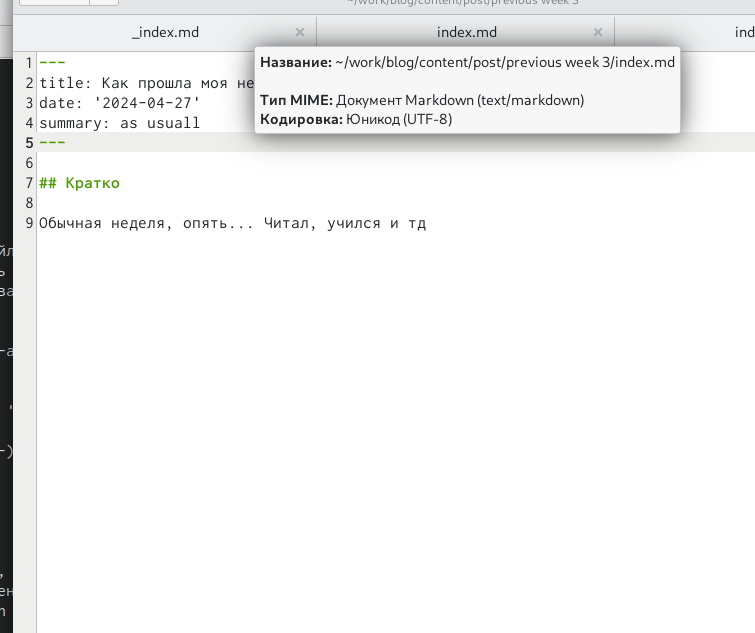 ~/work/blog/content/post/previous week 3
_index.md ×
index.md ×
ind
Название: ~/work/blog/content/post/previous week 3/index.md
Тип MIME: Документ Markdown (text/markdown)
Кодировка: Юникод (UTF-8)
1 ---
2 title: Как прошла моя не
3 date: '2024-04-27'
4 summary: as usuall
5 ---
6
7 ## Кратко
8
9 Обычная неделя, опять... Читал, учился и тд